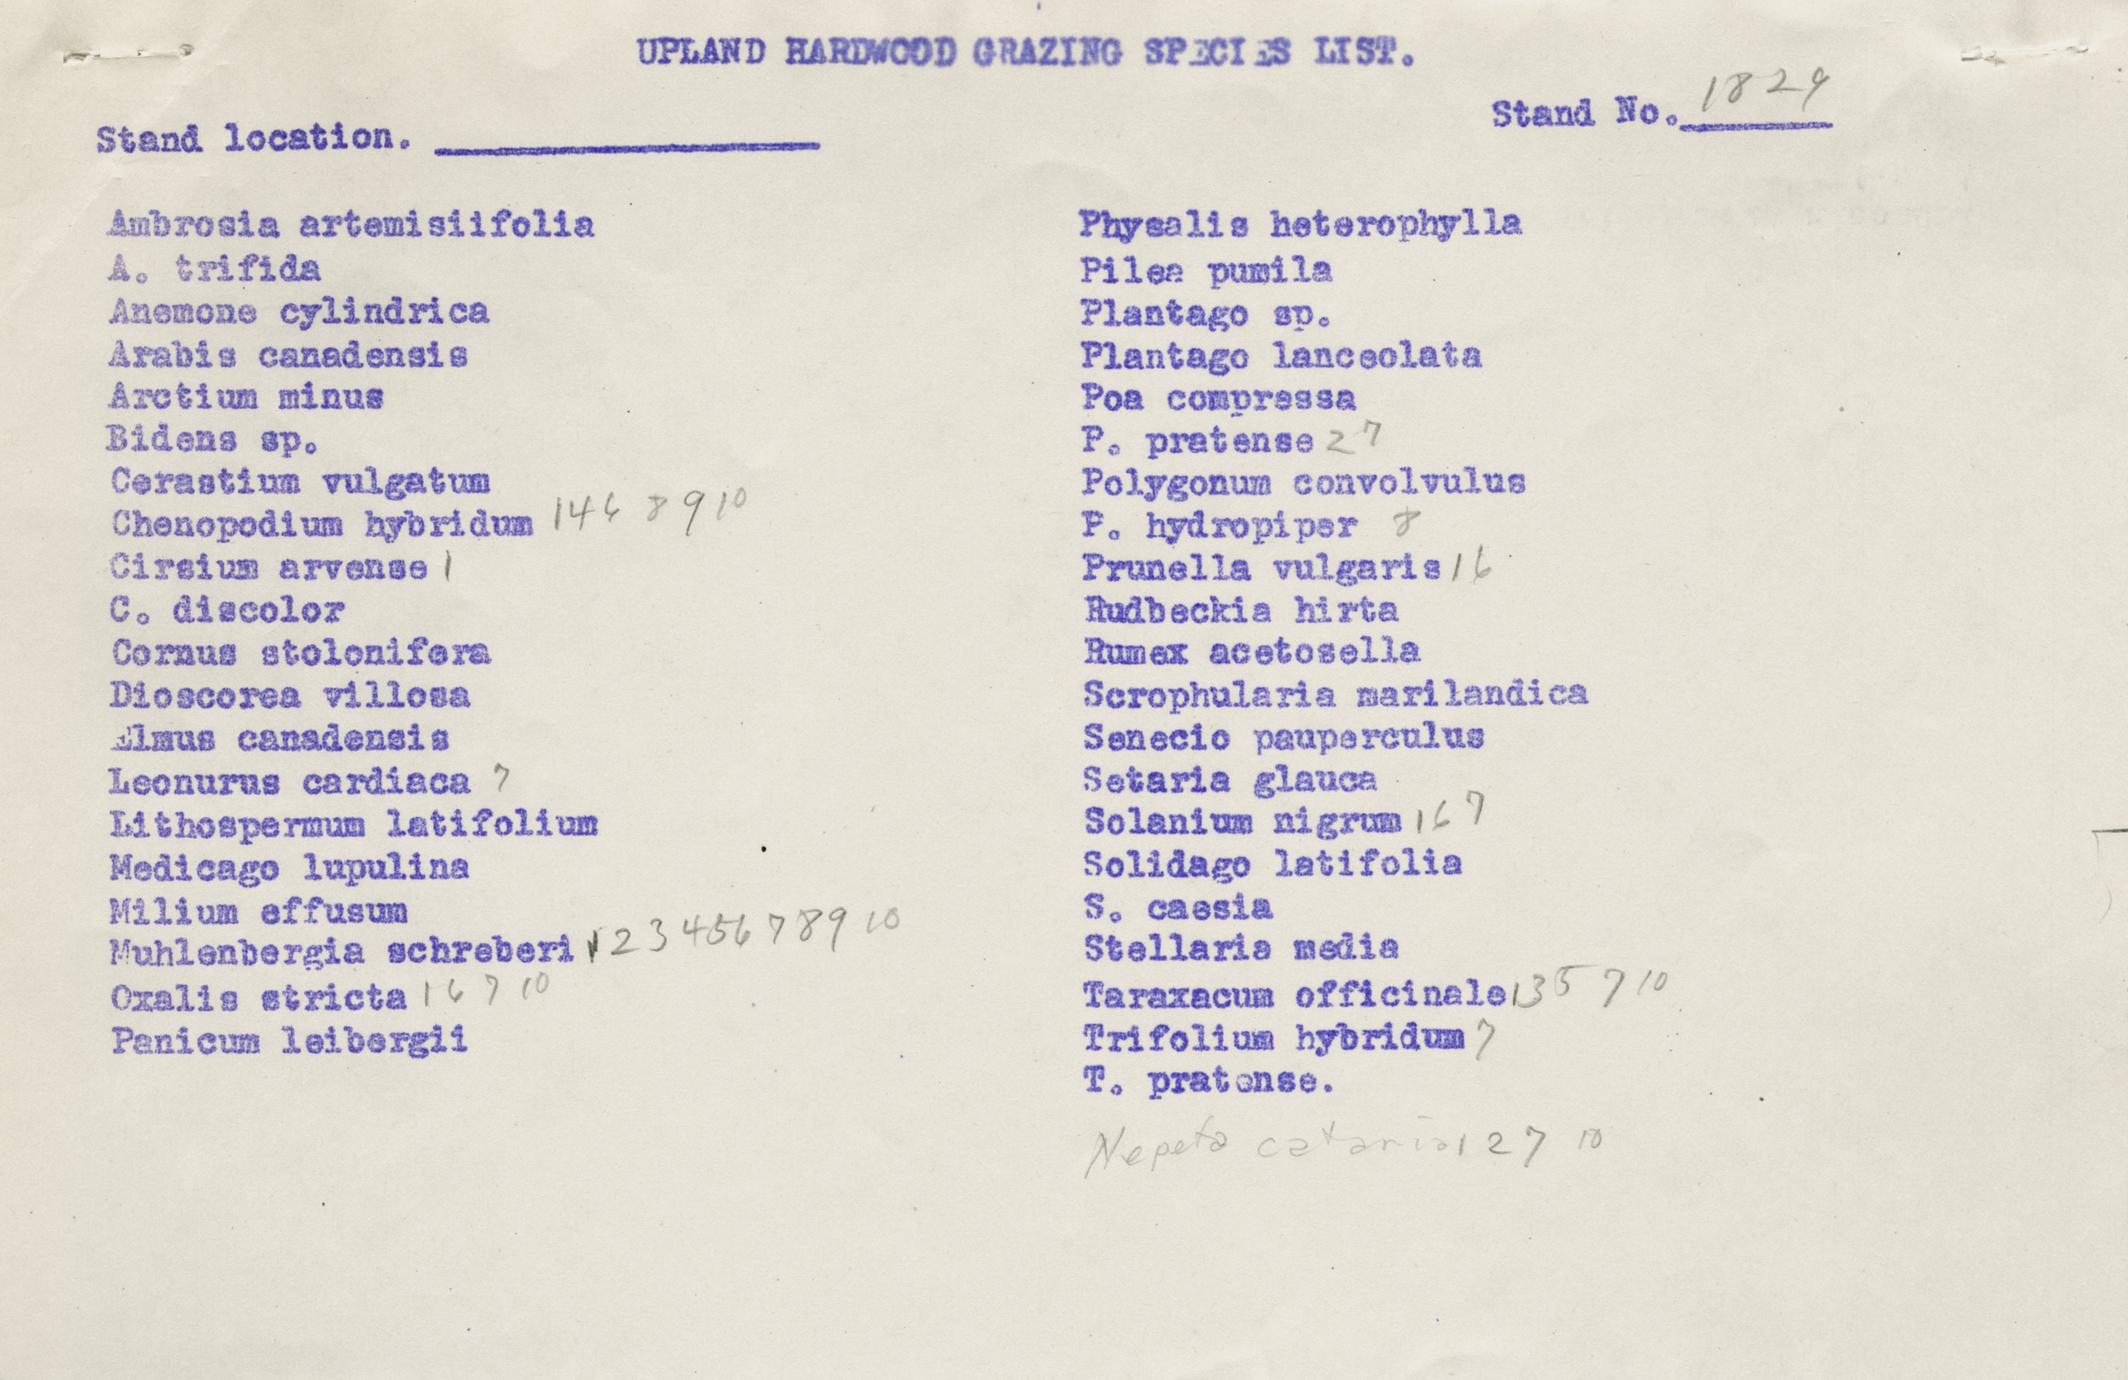 UPLAND HARDWOOD GRAZING SPECIES LIST.
Stand No. 1829
Stand location.
Ambrosia artemisiifolia
A. trifida
Anemone cylindrica
Arabis canadensis
Arctium minus
Bidens sp.
Cerastium vulgatum
Chenopodium hybridum 1 4 6 8 9 10
Cirsium arvense 1
C. discolor
Cornus stolonifera
Dioscorea villosa
Elmus canadensis
Leonurus cardiaca 7
Lithospermum latifolium
Medicago lupulina
Milium effusum
Muhlenbergia schreberi 1 2 3 4 5 6 7 8 9 10
Oxalis stricta 1 6 7 10
Panicum leibergii
Physalis heterophylla
Pilea pumila
Plantago sp.
Plantago lanceolata
Poa compressa
P. pratense 2 7
Polygonum convolvulus
P. hydropiper 8
Prunella vulgaris 1 6
Rudbeckia hirta
Rumex acetosella
Scrophularia marilandica
Senecio pauperculus
Setaria glauca
Solanium nigrum 1 6 7
Solidago latifolia
S. caesia
Stellaria media
Taraxacum officinale 1 3 5 7 10
Trifolium hybridum 7
T. pratense.
Nepeta cataria 1 2 7 10